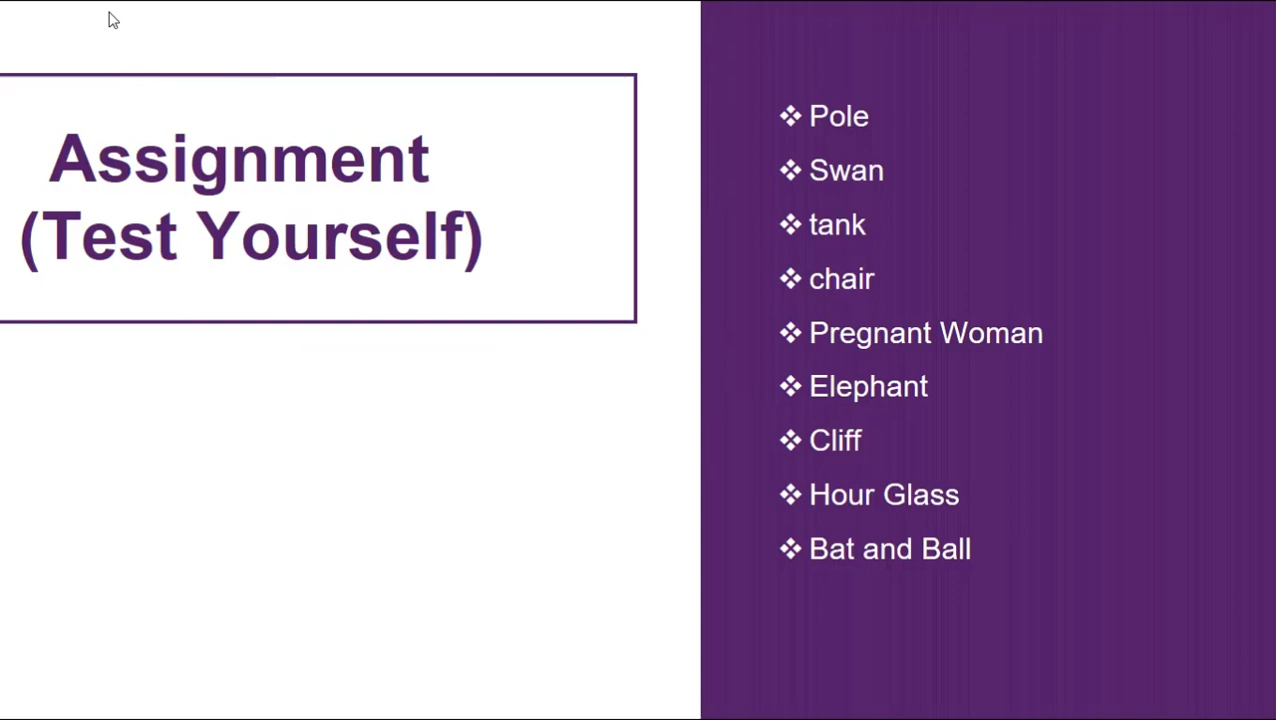 Assignment
(Test Yourself)
❖ Pole
❖ Swan
❖ tank
❖ chair
❖ Pregnant Woman
❖ Elephant
❖ Cliff
❖ Hour Glass
❖ Bat and Ball